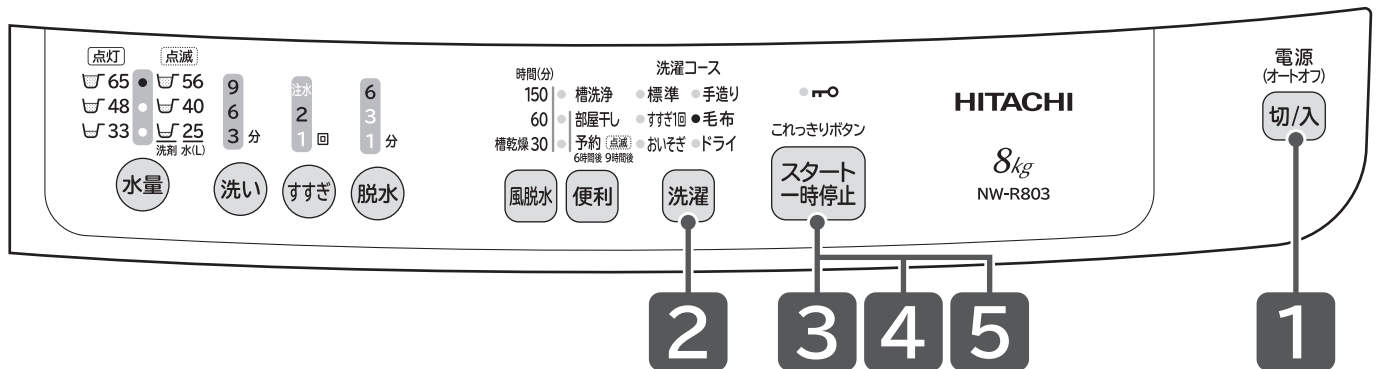 点灯 点滅
65 56
48 40
33 25
洗剤 水(L)
水量
9
6
3 分
洗い
注水
2
1 回
すすぎ
6
3
1 分
脱水
時間(分)
150 槽洗浄
60 部屋干し
槽乾燥 30 予約 点滅
6時間後 9時間後
風脱水 便利
洗濯コース
標準 手造り
すすぎ1回 毛布
おいそぎ ドライ
洗濯
これっきりボタン
スタート
一時停止
HITACHI
8kg
NW-R803
電源
(オートオフ)
切/入
2 3 4 5 1